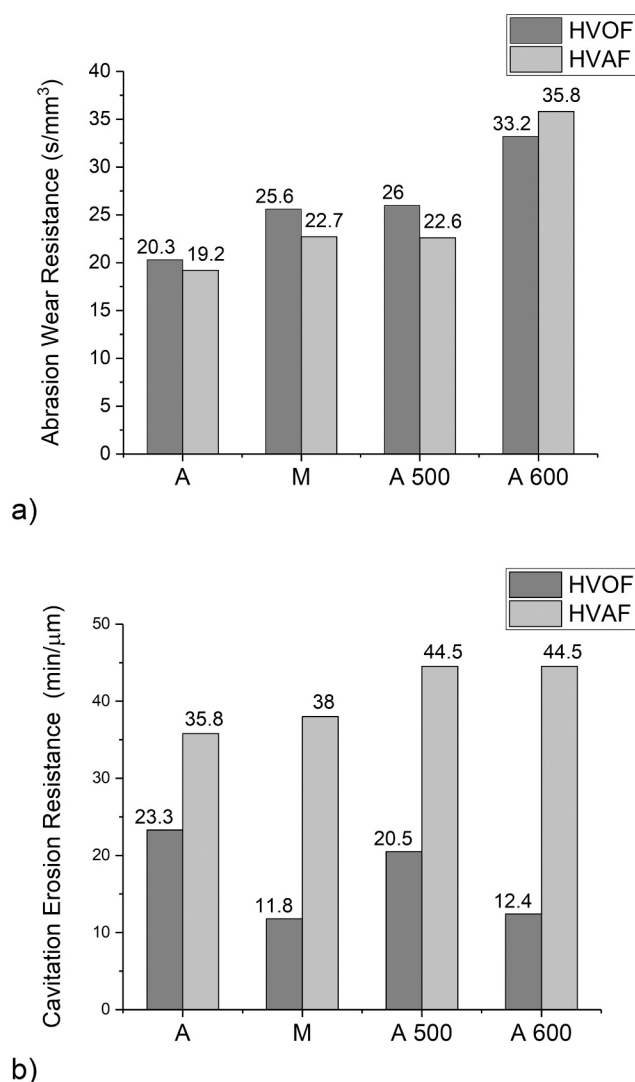 HVOF
HVAF
Abrasion Wear Resistance (s/mm³)
40
35
30
25
20
15
10
5
0
20.3
19.2
25.6
22.7
26
22.6
33.2
35.8
A
M
A 500
A 600
a)
HVOF
HVAF
Cavitation Erosion Resistance (min/μm)
50
40
30
20
10
0
23.3
35.8
11.8
38
20.5
44.5
12.4
44.5
A
M
A 500
A 600
b)